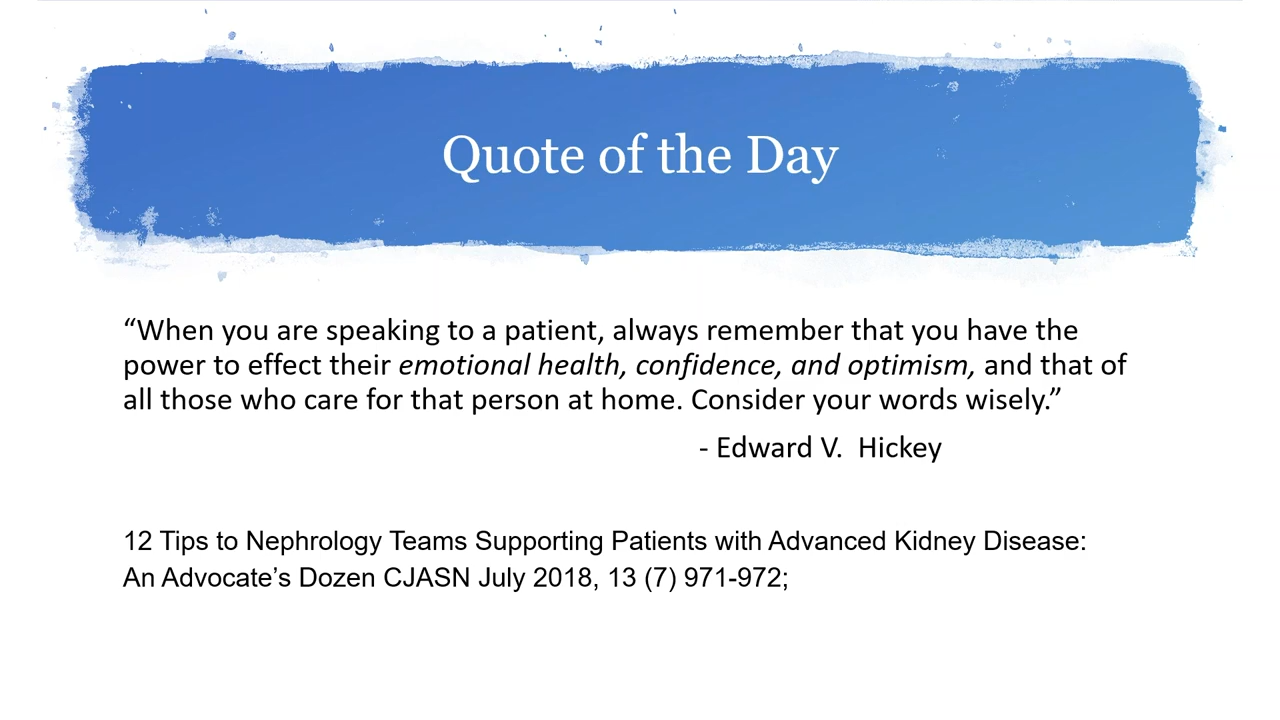 Quote of the Day
“When you are speaking to a patient, always remember that you have the
power to effect their emotional health, confidence, and optimism, and that of
all those who care for that person at home. Consider your words wisely.”
- Edward V.  Hickey
12 Tips to Nephrology Teams Supporting Patients with Advanced Kidney Disease:
An Advocate’s Dozen CJASN July 2018, 13 (7) 971-972;